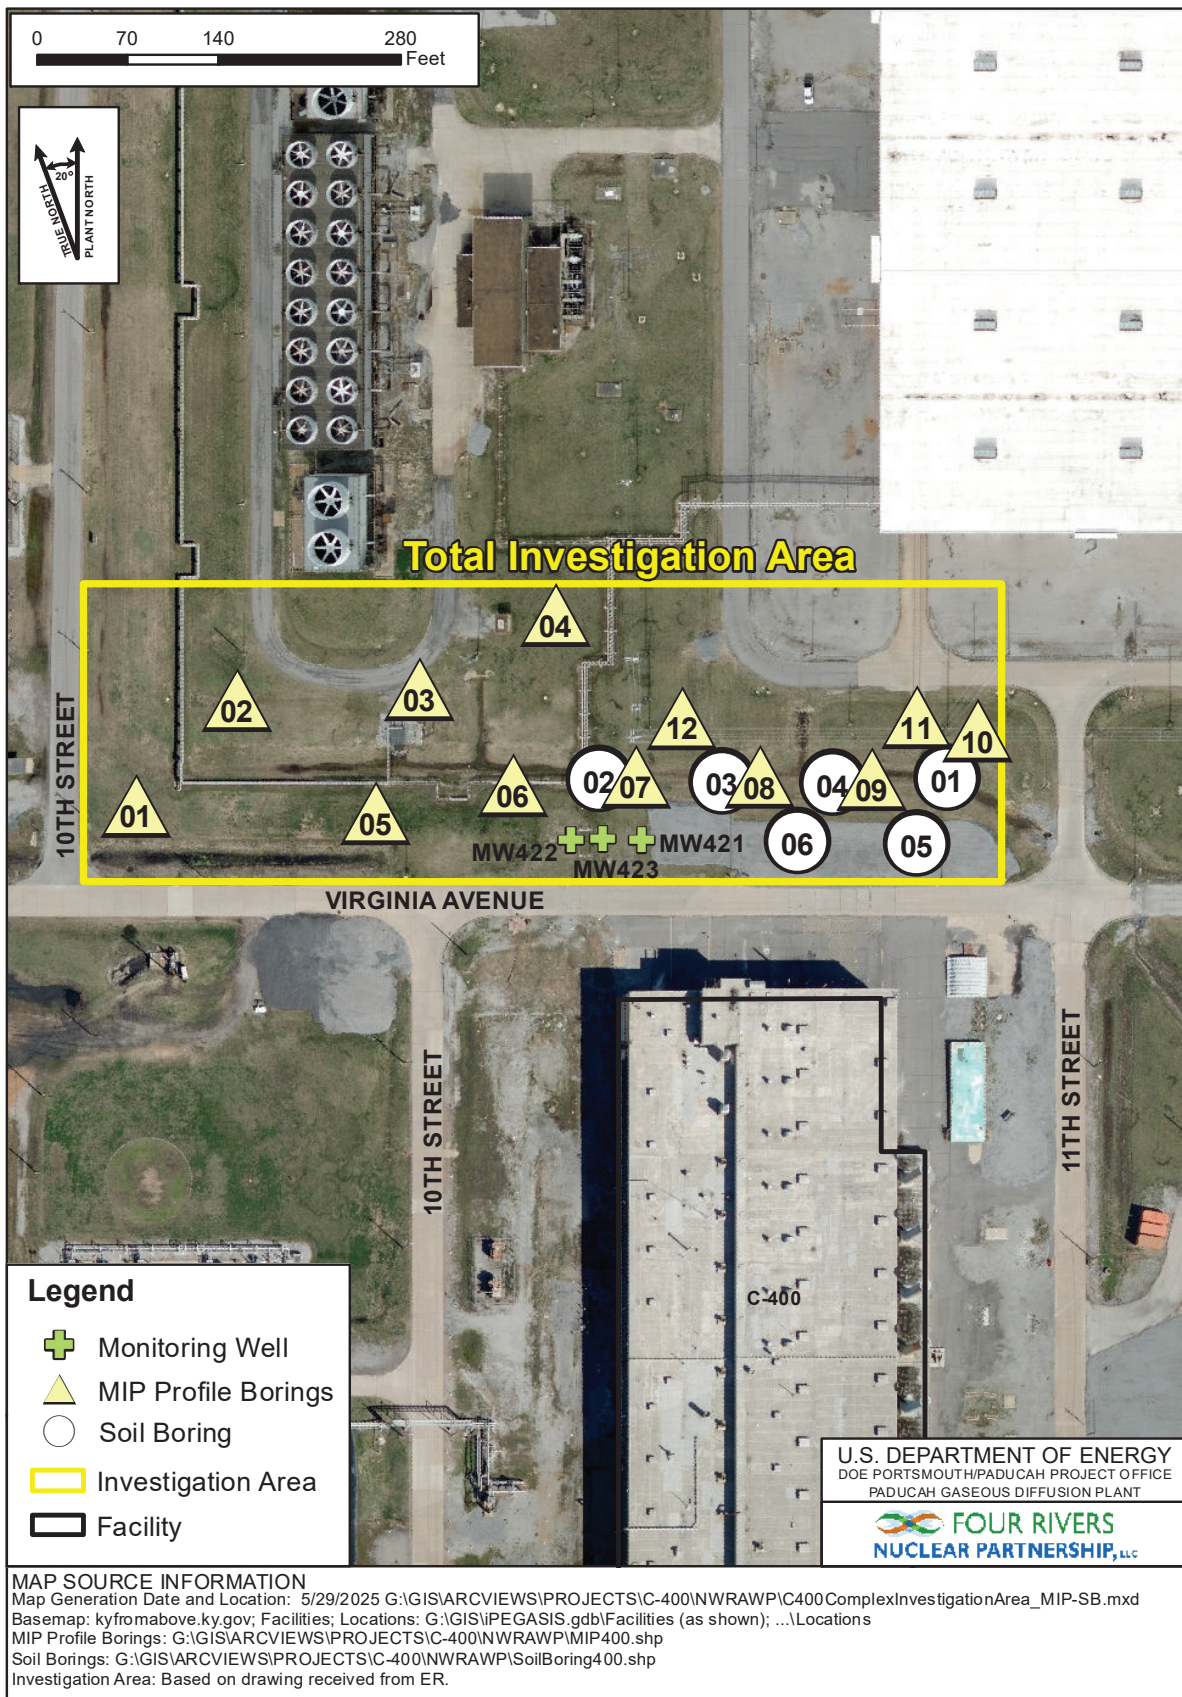 0 70 140 280
Feet
TRUE NORTH
20°
PLANT NORTH
Total Investigation Area
04
02
03
12
11
10
01
05
06
02
07
03
08
04
09
01
06
05
MW422
MW423
MW421
10TH STREET
VIRGINIA AVENUE
10TH STREET
11TH STREET
C-400
Legend
Monitoring Well
MIP Profile Borings
Soil Boring
Investigation Area
Facility
U.S. DEPARTMENT OF ENERGY
DOE PORTSMOUTH/PADUCAH PROJECT OFFICE
PADUCAH GASEOUS DIFFUSION PLANT
FOUR RIVERS
NUCLEAR PARTNERSHIP, LLC
MAP SOURCE INFORMATION
Map Generation Date and Location: 5/29/2025 G:\GIS\ARCVIEWS\PROJECTS\C-400\NWRAWP\C400ComplexInvestigationArea_MIP-SB.mxd
Basemap: kyfromabove.ky.gov; Facilities; Locations: G:\GIS\iPEGASIS.gdb\Facilities (as shown); ...\Locations
MIP Profile Borings: G:\GIS\ARCVIEWS\PROJECTS\C-400\NWRAWP\MIP400.shp
Soil Borings: G:\GIS\ARCVIEWS\PROJECTS\C-400\NWRAWP\SoilBoring400.shp
Investigation Area: Based on drawing received from ER.